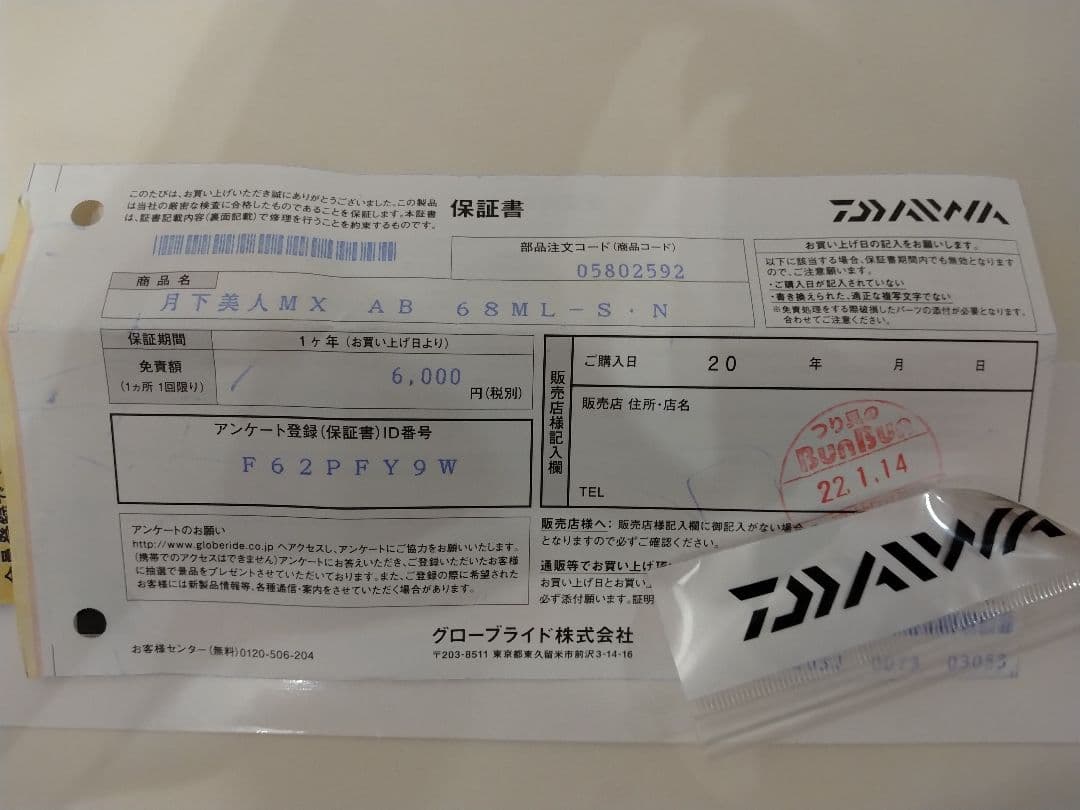 このたびは、お買い上げいただき誠にありがとうございました。この製品
は当社の厳密な検査に合格したものであることを保証します。本証書
は、証書記載内容(裏面記載)で修理を行うことを約束するものです。
保証書
DAIWA
部品注文コード(商品コード)
05802592
お買い上げ日の記入をお願いします。
以下に該当する場合、保証書期間内でも無効となります
ので、ご注意願います。
・ご購入日が記入されていない
・書き換えられた、適正な複写文字でない
※免責処理をする際破損したパーツの添付が必要となります。
合わせてご注意ください。
商品名
月下美人MX AB 68ML-S・N
保証期間
1ヶ年(お買い上げ日より)
免責額
(1ヵ所 1回限り)
6,000
円(税別)
販売店様記入欄
ご購入日 20 年 月 日
販売店 住所・店名
つり具の
BunBun
22.1.14
TEL
アンケート登録(保証書)ID番号
F62PFY9W
アンケートのお願い
http://www.globeride.co.jp へアクセスし、アンケートにご協力をお願いいたします。
(携帯でのアクセスはできません)アンケートにお答えいただき、ご登録いただいたお客様
に抽選で景品をプレゼントさせていただいております。また、ご登録の際に希望された
お客様には新製品情報等、各種通信・案内をさせていただく場合があります。
販売店様へ:販売店様記入欄に御記入がない場合
となりますので必ずご確認ください。
通販等でお買い上げ頂
お買い上げ日とお買い
必ず添付願います。証明
DAIWA
0073 03053
お客様センター(無料)0120-506-204
グローブライド株式会社
〒203-8511 東京都東久留米市前沢3-14-16